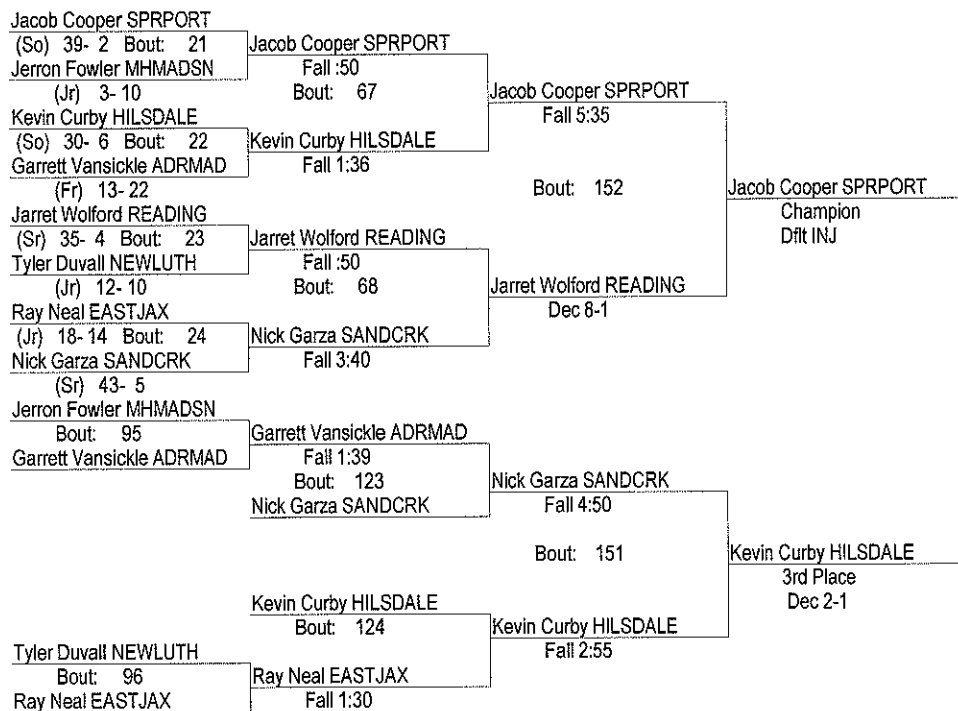 Jacob Cooper SPRPORT
(So) 39- 2 Bout: 21
Jerron Fowler MHMADSN
(Jr) 3- 10
Kevin Curby HILSDALE
(So) 30- 6 Bout: 22
Garrett Vansickle ADRMAD
(Fr) 13- 22
Jarret Wolford READING
(Sr) 35- 4 Bout: 23
Tyler Duvall NEWLUTH
(Jr) 12- 10
Ray Neal EASTJAX
(Jr) 18- 14 Bout: 24
Nick Garza SANDCRK
(Sr) 43- 5
Jacob Cooper SPRPORT
Fall :50
Bout: 67
Kevin Curby HILSDALE
Fall 1:36
Jarret Wolford READING
Fall :50
Bout: 68
Nick Garza SANDCRK
Fall 3:40
Jacob Cooper SPRPORT
Fall 5:35
Bout: 152
Jarret Wolford READING
Dec 8-1
Jacob Cooper SPRPORT
Champion
Dflt INJ
Jerron Fowler MHMADSN
Bout: 95
Garrett Vansickle ADRMAD
Garrett Vansickle ADRMAD
Fall 1:39
Bout: 123
Nick Garza SANDCRK
Nick Garza SANDCRK
Fall 4:50
Bout: 151
Kevin Curby HILSDALE
3rd Place
Dec 2-1
Kevin Curby HILSDALE
Bout: 124
Kevin Curby HILSDALE
Fall 2:55
Tyler Duvall NEWLUTH
Bout: 96
Ray Neal EASTJAX
Ray Neal EASTJAX
Fall 1:30